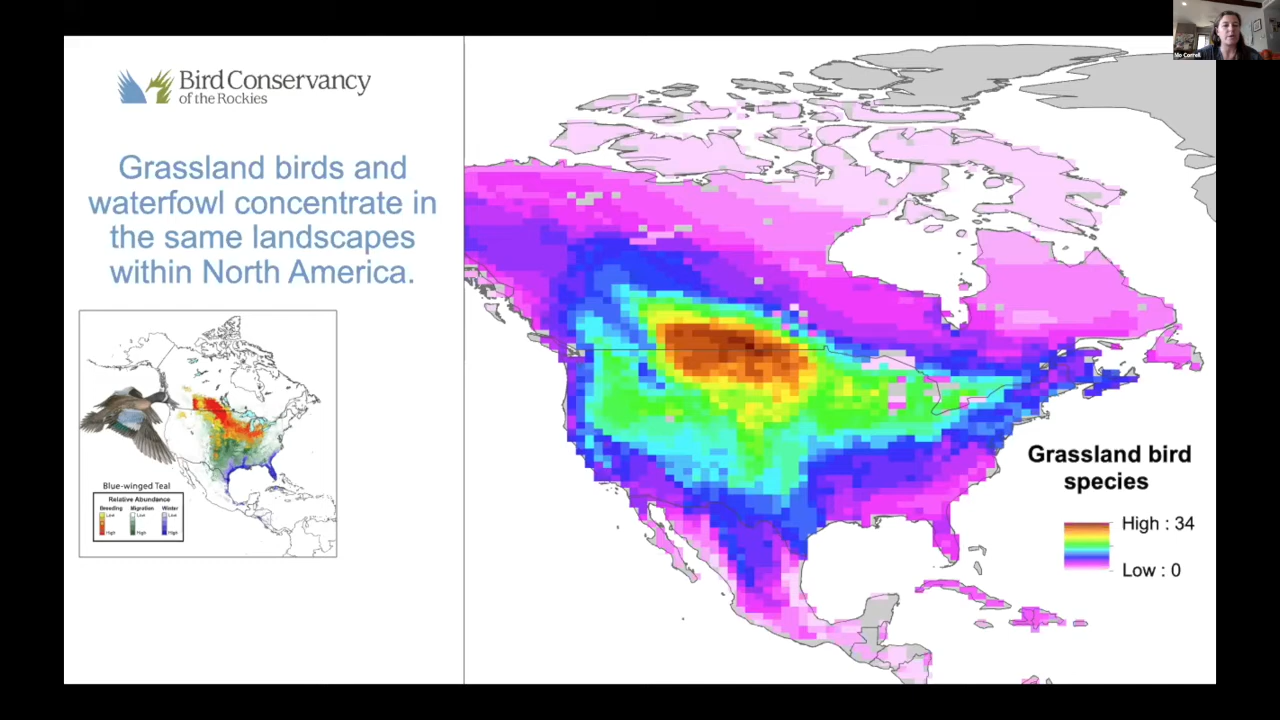 Mo Correll
Bird Conservancy
of the Rockies
Grassland birds and
waterfowl concentrate in
the same landscapes
within North America.
Blue-winged Teal
Relative Abundance
Breeding Migration Winter
Low Low Low
High High High
Grassland bird
species
High : 34
Low : 0